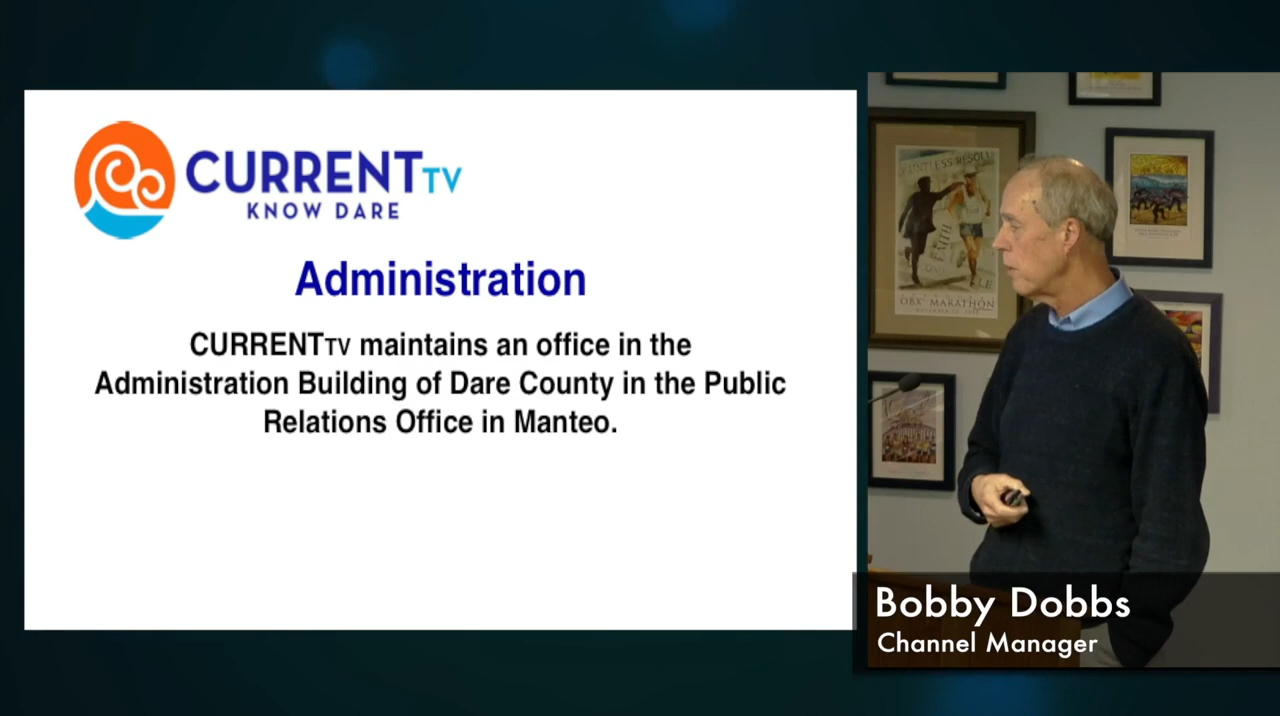 CURRENTTV
KNOW DARE
Administration
CURRENTTV maintains an office in the
Administration Building of Dare County in the Public
Relations Office in Manteo.
FAITH
OBX MARATHON
Bobby Dobbs
Channel Manager